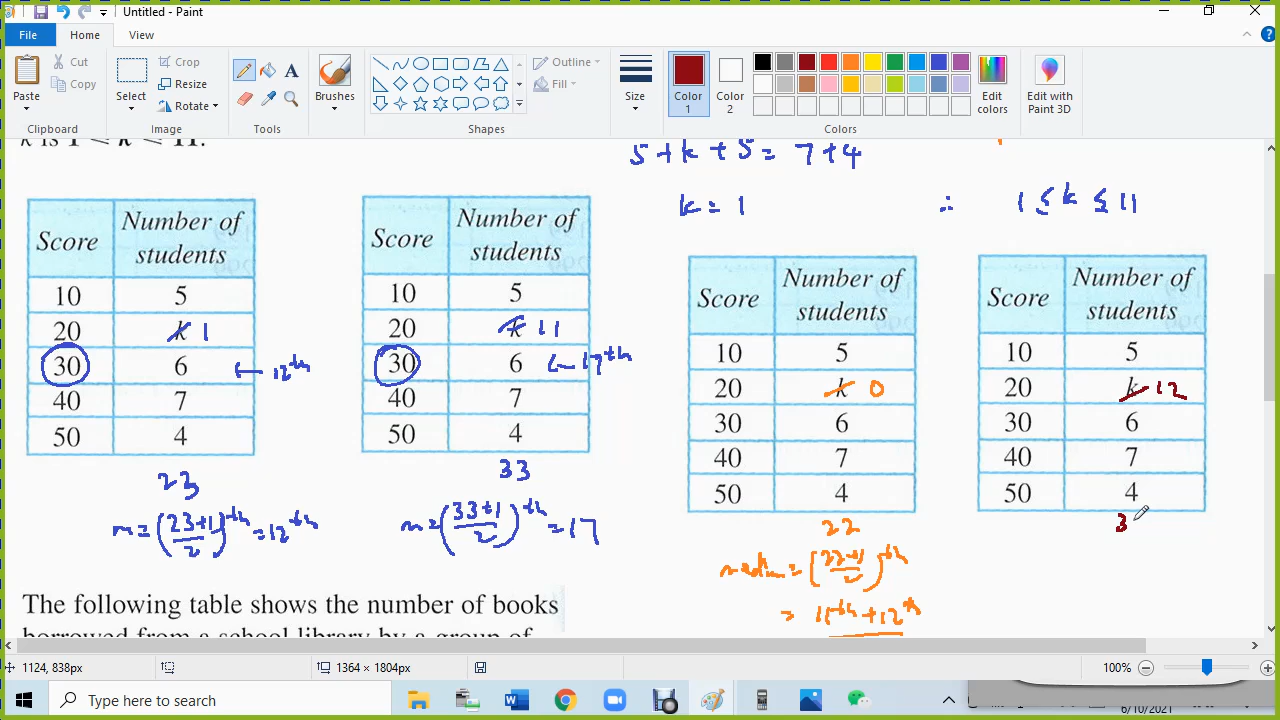 Untitled - Paint
File Home View
Paste
Cut
Copy
Clipboard
Select
Crop
Resize
Rotate
Image
Tools
Brushes
Shapes
Outline
Fill
Size
Color 1
Color 2
Colors
Edit colors
Edit with Paint 3D
5 + k + 5 = 7 + 4
k = 1
∴ 1 ≤ k ≤ 11
Score Number of students
10 5
20 k 1
30 6 ← 12th
40 7
50 4
23
m = (23+1/2)th = 12th
Score Number of students
10 5
20 k 11
30 6 ← 17th
40 7
50 4
33
m = (33+1/2)th = 17
Score Number of students
10 5
20 k 0
30 6
40 7
50 4
22
median = (22+1/2)th
= 11th + 12th
Score Number of students
10 5
20 k 12
30 6
40 7
50 4
3
The following table shows the number of books
borrowed from a school library by a group of
1124, 838px
1364 × 1804px
100%
Type here to search
6/10/2021